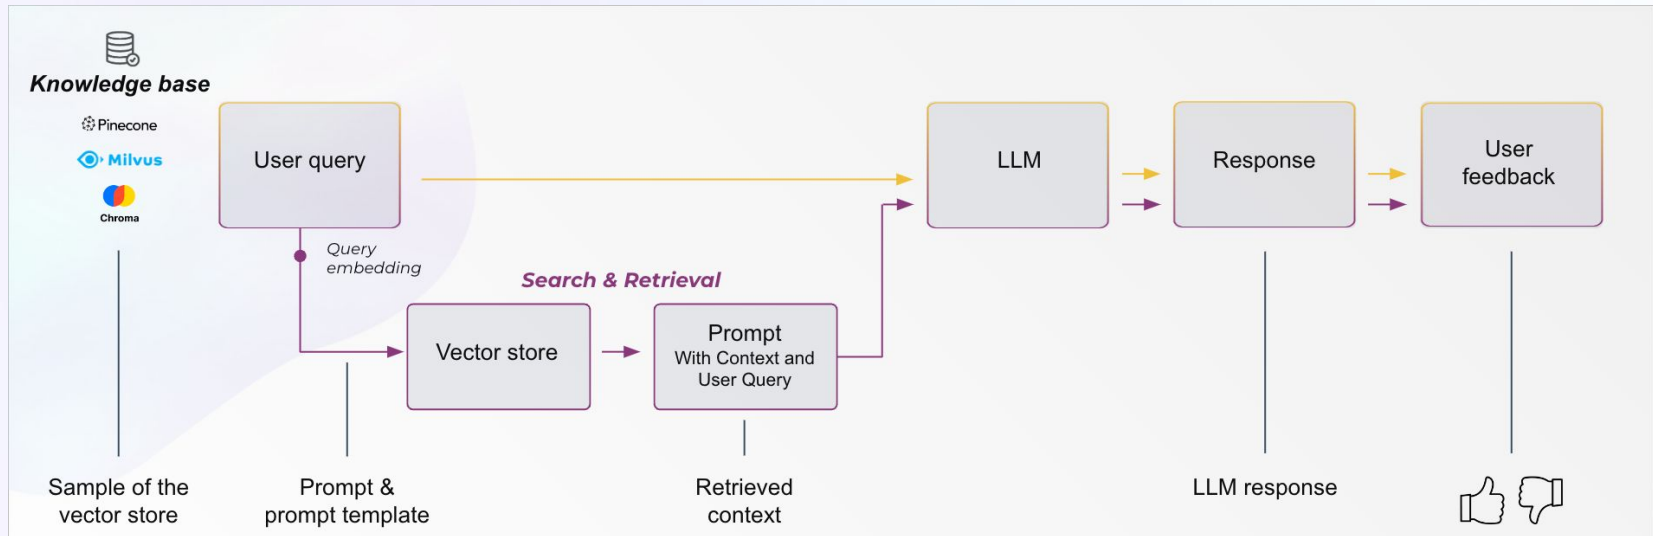 Knowledge base
Pinecone
Milvus
Chroma
User query
LLM
Response
User
feedback
Query
embedding
Search & Retrieval
Vector store
Prompt
With Context and
User Query
Sample of the
vector store
Prompt &
prompt template
Retrieved
context
LLM response